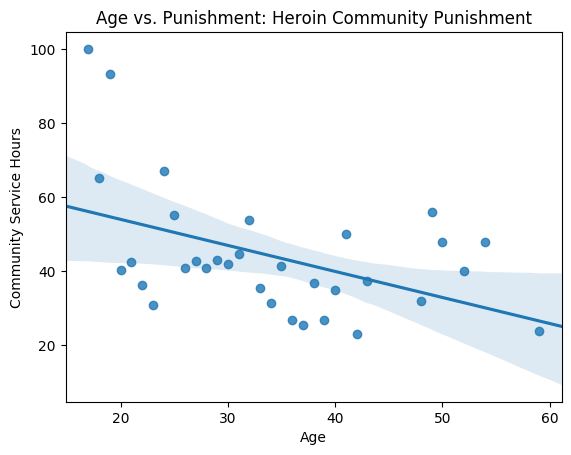 Age vs. Punishment: Heroin Community Punishment
100
80
60
40
20
Community Service Hours
20 30 40 50 60
Age